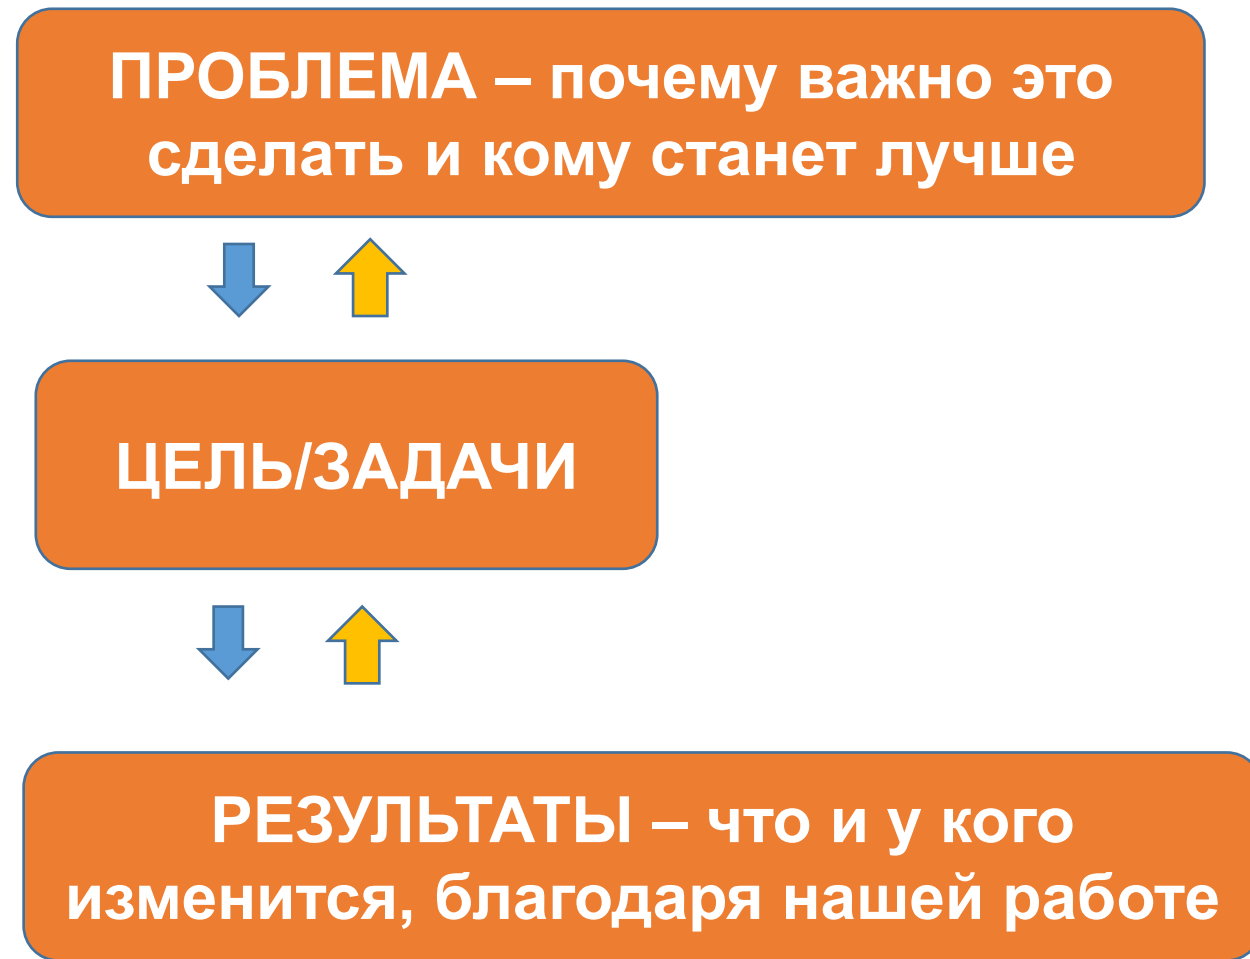 ПРОБЛЕМА – почему важно это
сделать и кому станет лучше
ЦЕЛЬ/ЗАДАЧИ
РЕЗУЛЬТАТЫ – что и у кого
изменится, благодаря нашей работе